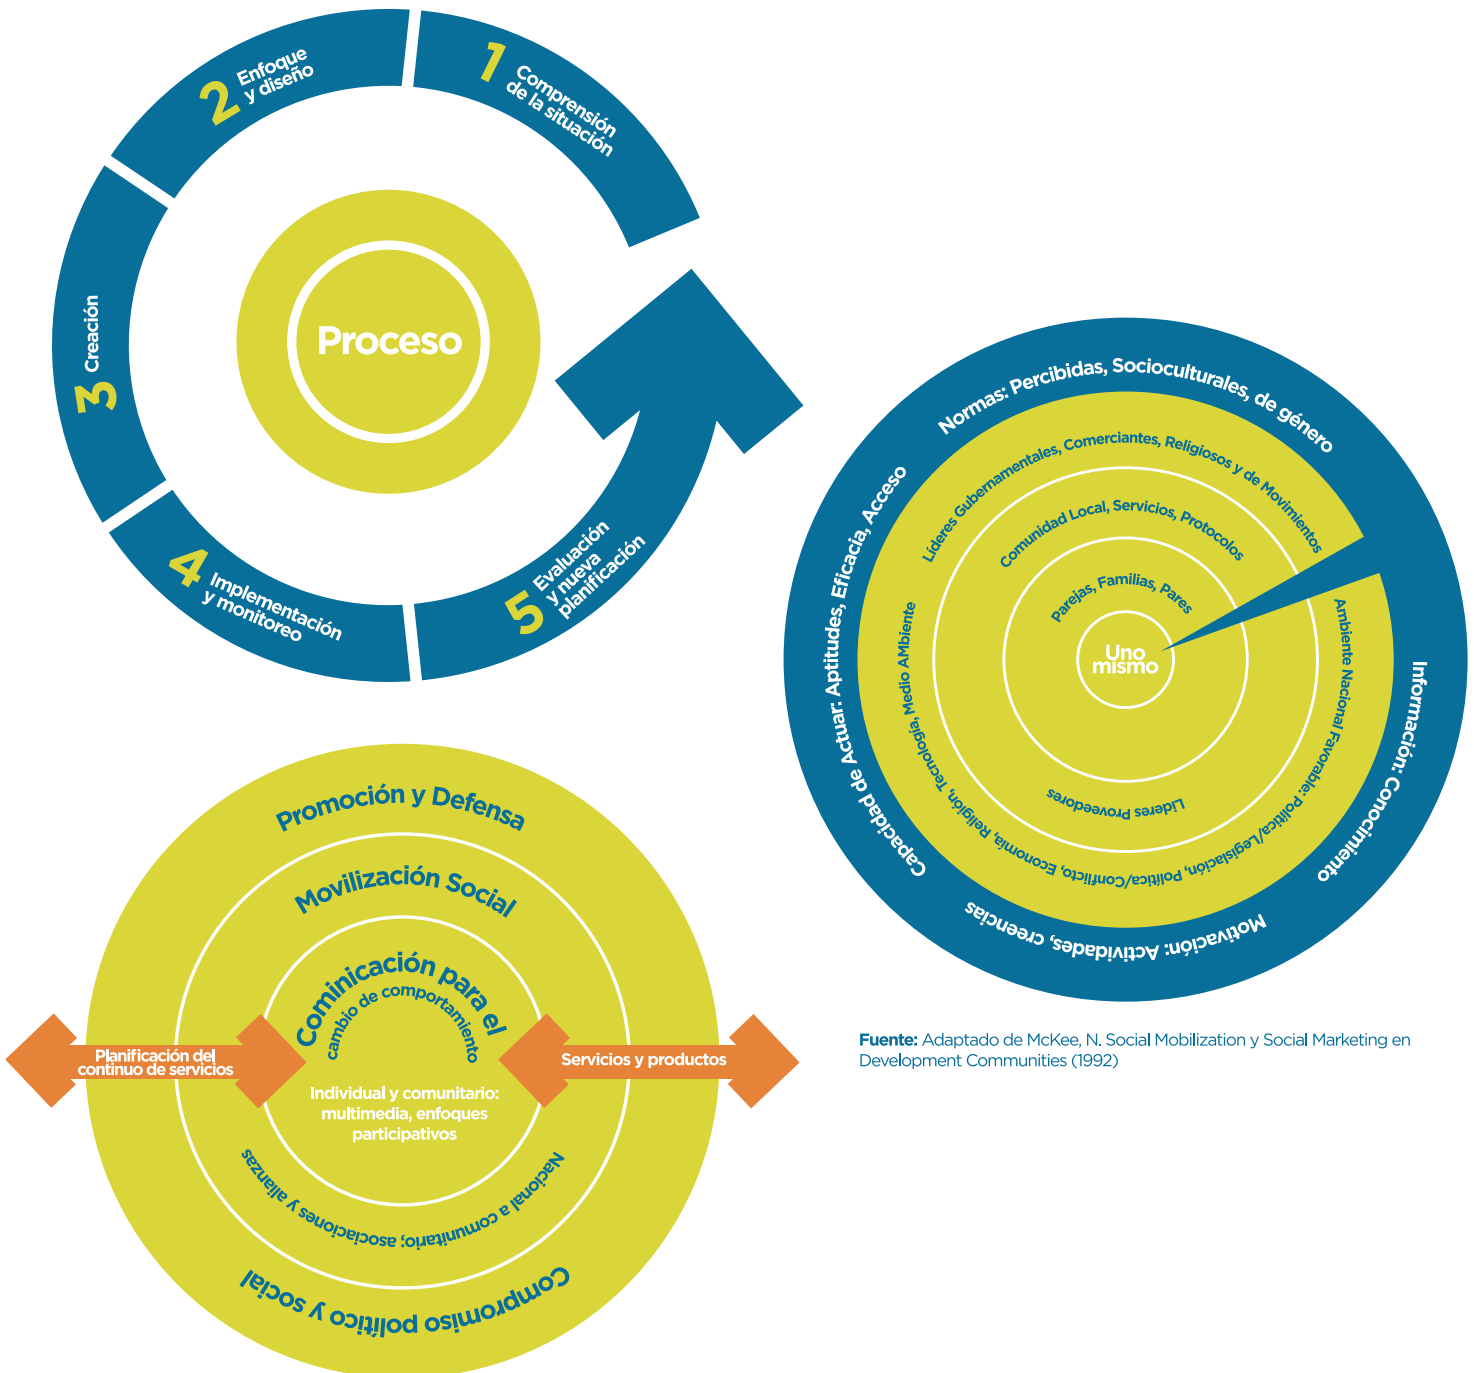 1 Comprensión
de la situación
2 Enfoque
y diseño
3 Creación
4 Implementación
y monitoreo
5 Evaluación
y nueva
planificación
Proceso
Normas: Percibidas, Socioculturales, de género
Información: Conocimiento
Motivación: Actividades, creencias
Capacidad de Actuar: Aptitudes, Eficacia, Acceso
Líderes Gubernamentales, Comerciantes, Religiosos y de Movimientos
Ambiente Nacional Favorable: Política/Legislación, Política/Conflicto, Economía, Religión, Tecnología, Medio AMbiente
Comunidad Local, Servicios, Protocolos
Líderes Proveedores
Parejas, Familias, Pares
Uno
mismo
Promoción y Defensa
Movilización Social
Cominicación para el
cambio de comportamiento
Planificación del
continuo de servicios
Servicios y productos
Individual y comunitario:
multimedia, enfoques
participativos
Nacional a comunitario; asociaciones y alianzas
Compromiso político y social
Fuente: Adaptado de McKee, N. Social Mobilization y Social Marketing en
Development Communities (1992)